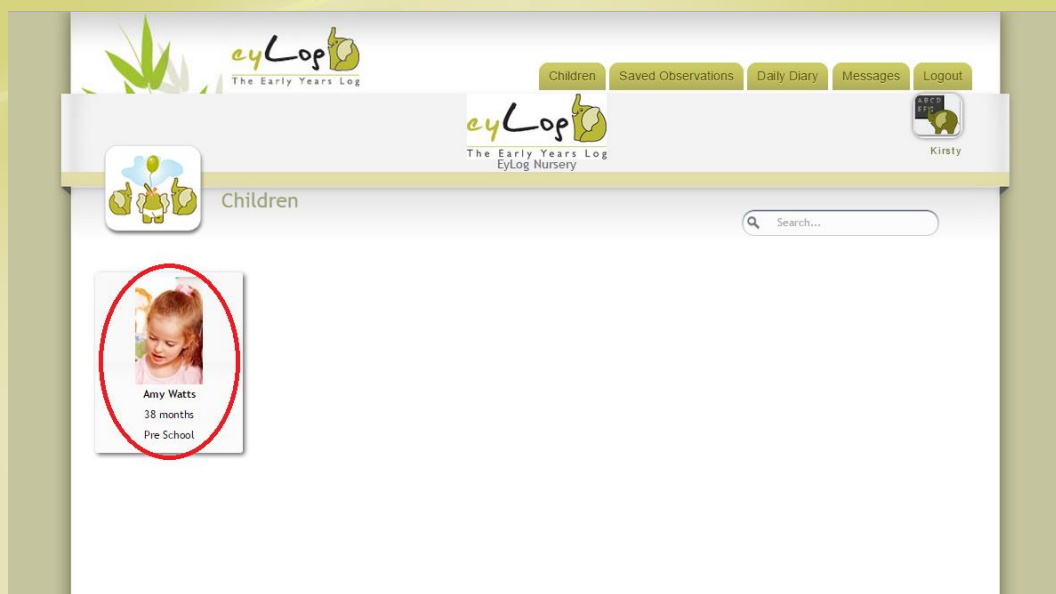 eyLog
The Early Years Log
Children Saved Observations Daily Diary Messages Logout
eyLog
The Early Years Log
EyLog Nursery
ABCD
Kirsty
Children
Search...
Amy Watts
38 months
Pre School